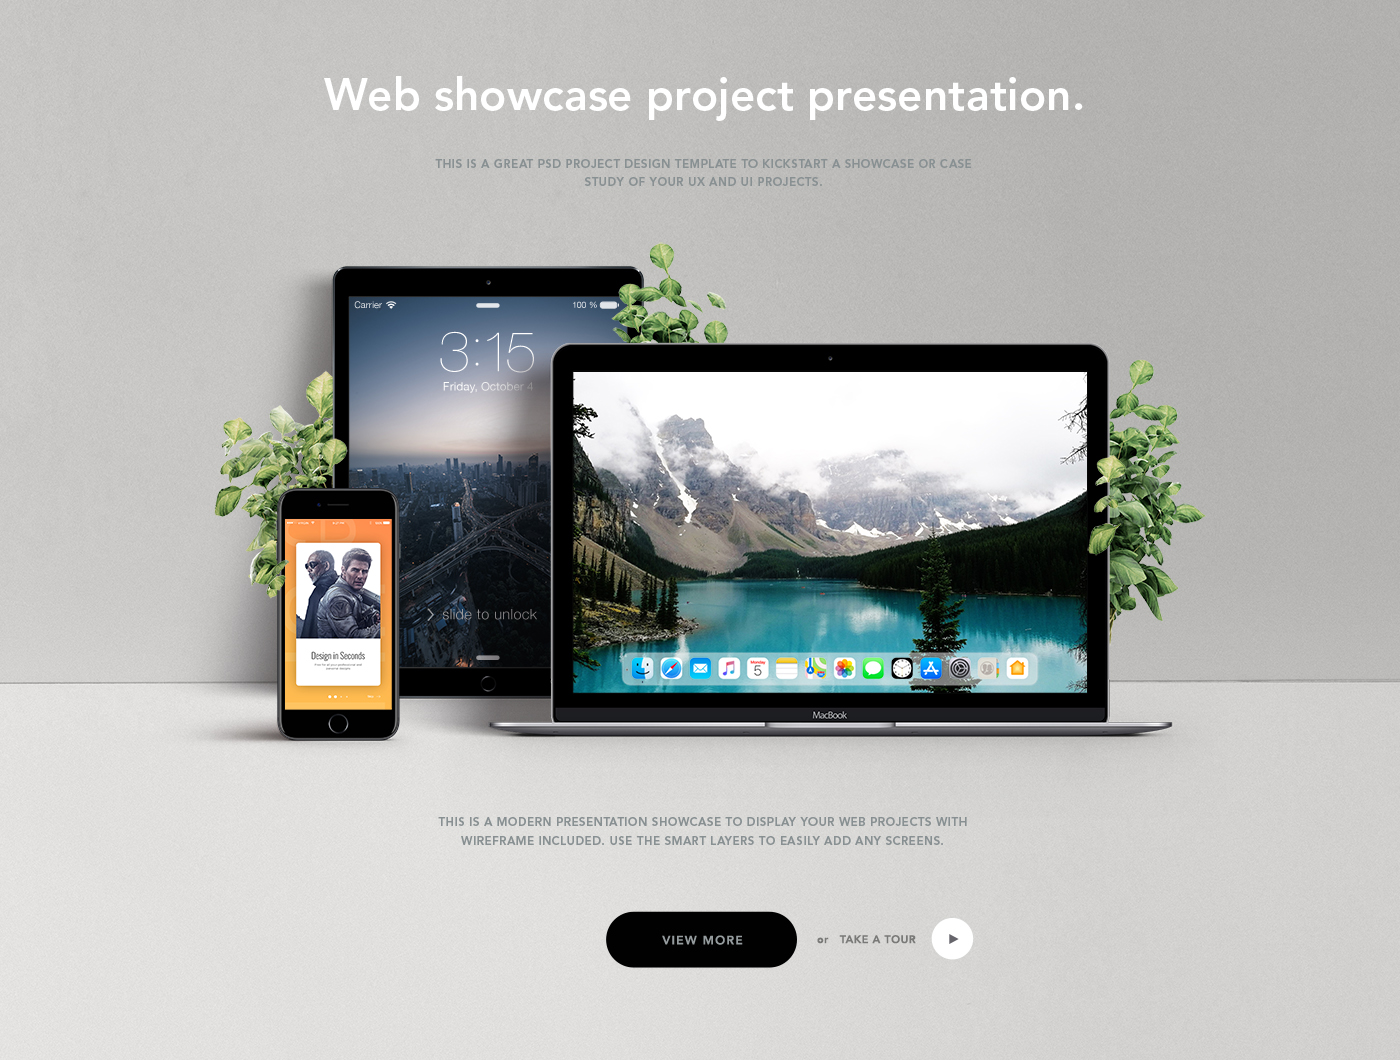 Web showcase project presentation.
THIS IS A GREAT PSD PROJECT DESIGN TEMPLATE TO KICKSTART A SHOWCASE OR CASE
STUDY OF YOUR UX AND UI PROJECTS.
Carrier 100 %
3:15
Friday, October 4
slide to unlock
Design in Seconds
Monday
5
MacBook
THIS IS A MODERN PRESENTATION SHOWCASE TO DISPLAY YOUR WEB PROJECTS WITH
WIREFRAME INCLUDED. USE THE SMART LAYERS TO EASILY ADD ANY SCREENS.
VIEW MORE or TAKE A TOUR